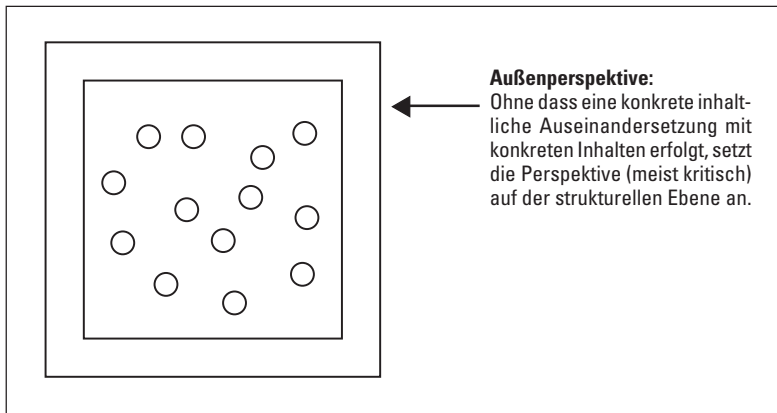 Außenperspektive:
Ohne dass eine konkrete inhalt-
liche Auseinandersetzung mit
konkreten Inhalten erfolgt, setzt
die Perspektive (meist kritisch)
auf der strukturellen Ebene an.